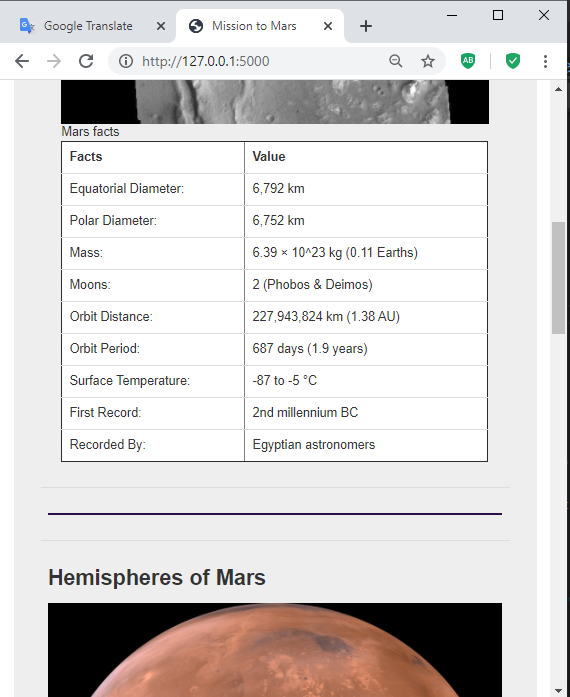 Google Translate
Mission to Mars
http://127.0.0.1:5000
AB
Mars facts
Facts Value
Equatorial Diameter: 6,792 km
Polar Diameter: 6,752 km
Mass: 6.39 × 10^23 kg (0.11 Earths)
Moons: 2 (Phobos & Deimos)
Orbit Distance: 227,943,824 km (1.38 AU)
Orbit Period: 687 days (1.9 years)
Surface Temperature: -87 to -5 °C
First Record: 2nd millennium BC
Recorded By: Egyptian astronomers
Hemispheres of Mars